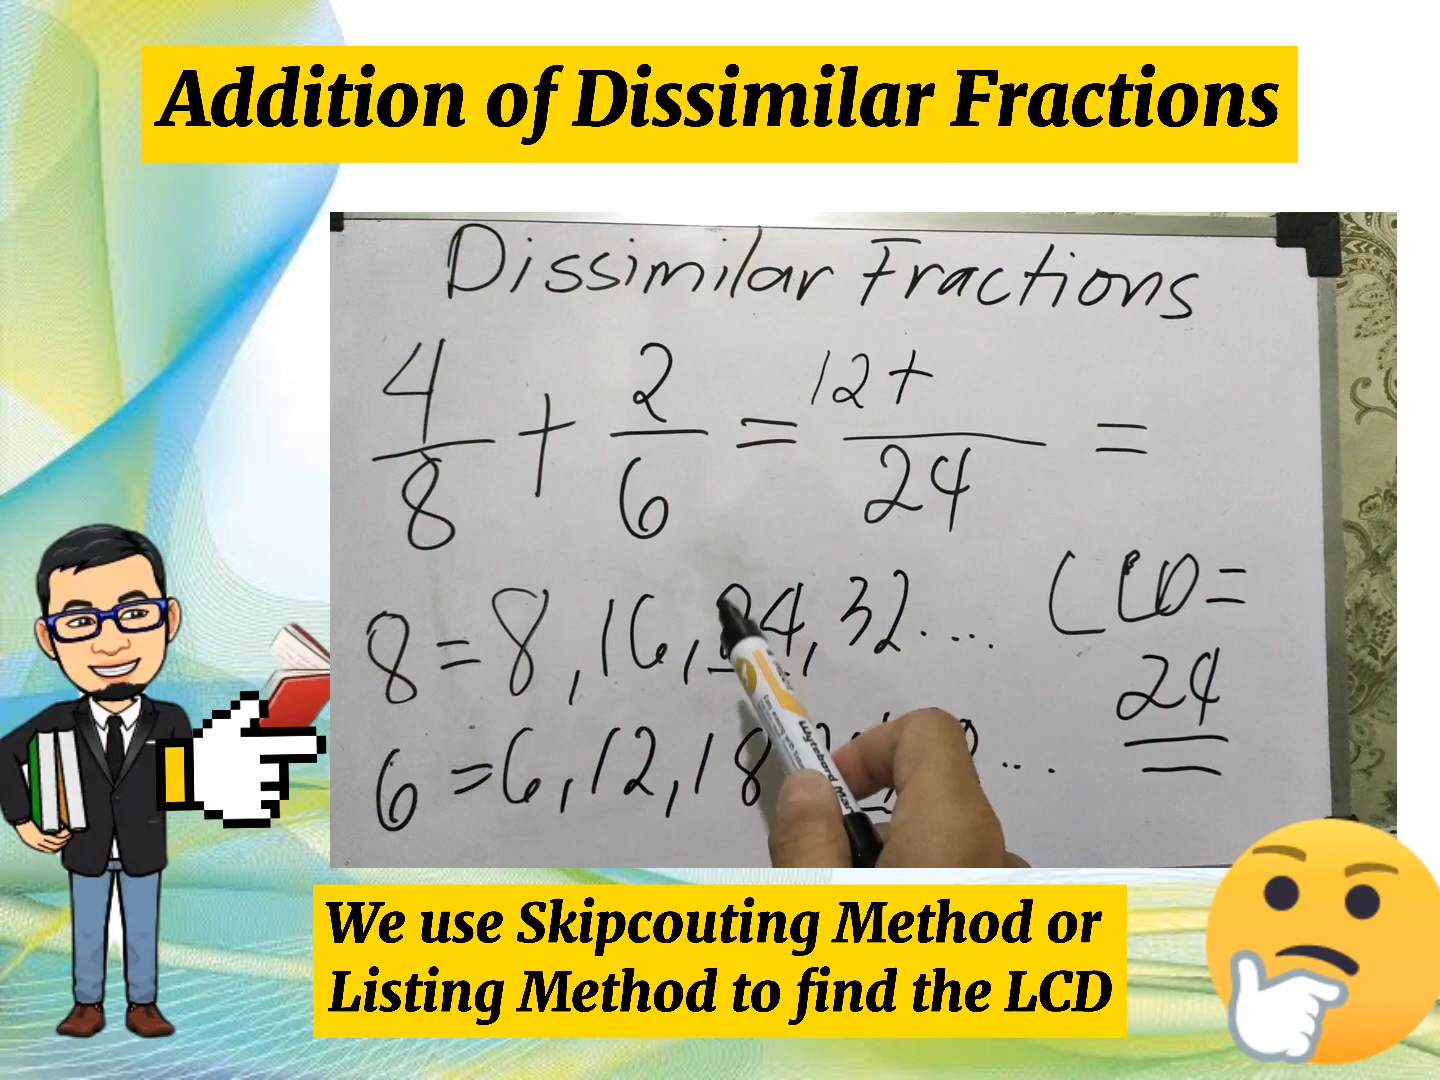 Addition of Dissimilar Fractions
Dissimilar Fractions
4/8 + 2/6 = 12+ /24 =
8 = 8, 16, 24, 32....
LCD =
24
6 = 6, 12, 18 ...
We use Skipcouting Method or
Listing Method to find the LCD